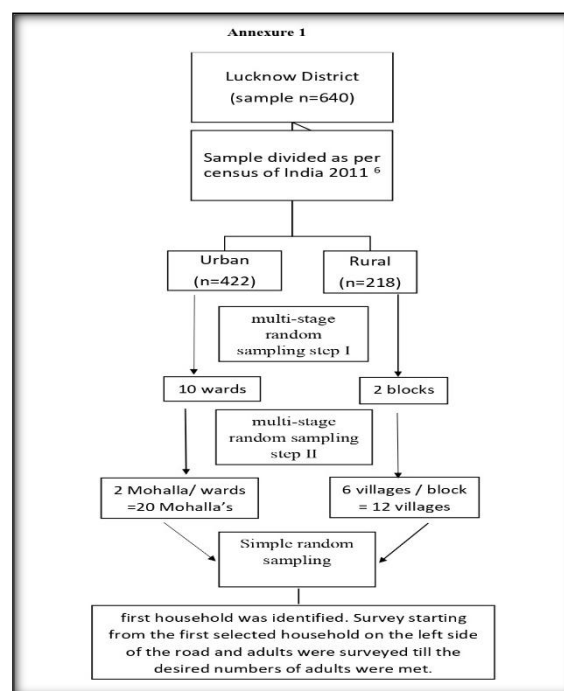 Annexure 1
Lucknow District
(sample n=640)
Sample divided as per
census of India 2011 ⁶
Urban
(n=422)
Rural
(n=218)
multi-stage
random
sampling step I
10 wards
2 blocks
multi-stage
random sampling
step II
2 Mohalla/ wards
=20 Mohalla's
6 villages / block
= 12 villages
Simple random
sampling
first household was identified. Survey starting
from the first selected household on the left side
of the road and adults were surveyed till the
desired numbers of adults were met.